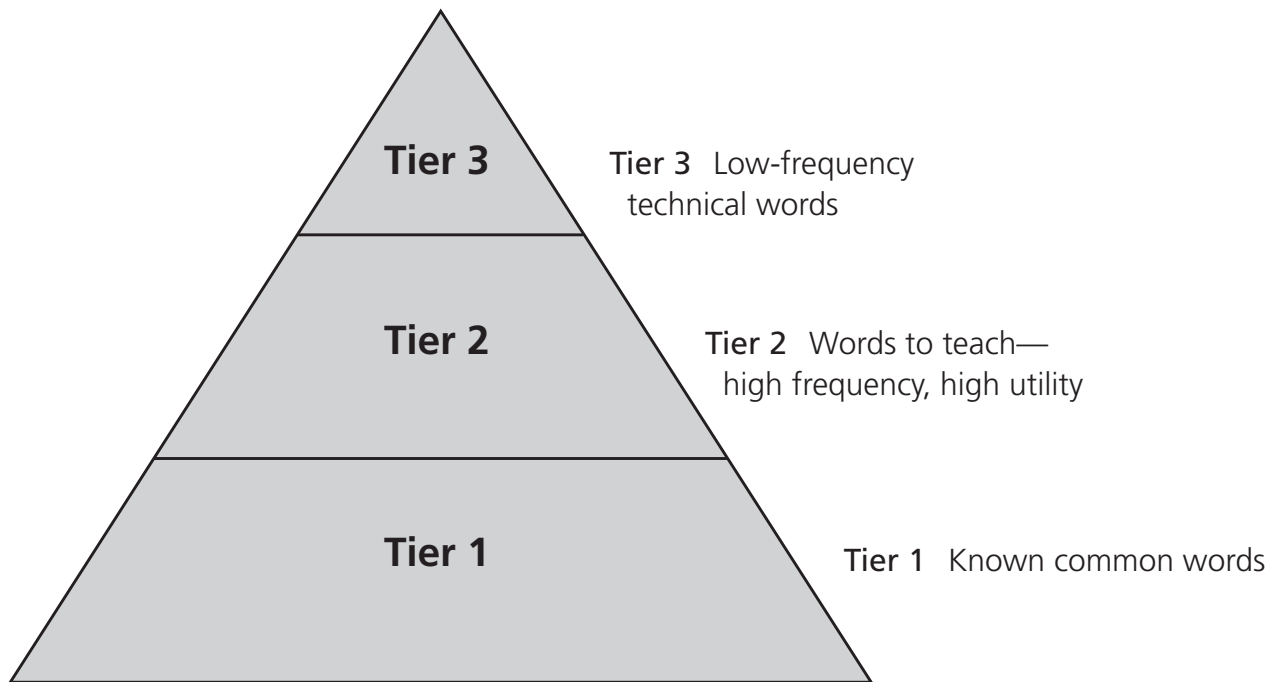 Tier 3
Tier 3 Low-frequency
technical words
Tier 2
Tier 2 Words to teach—
high frequency, high utility
Tier 1
Tier 1 Known common words